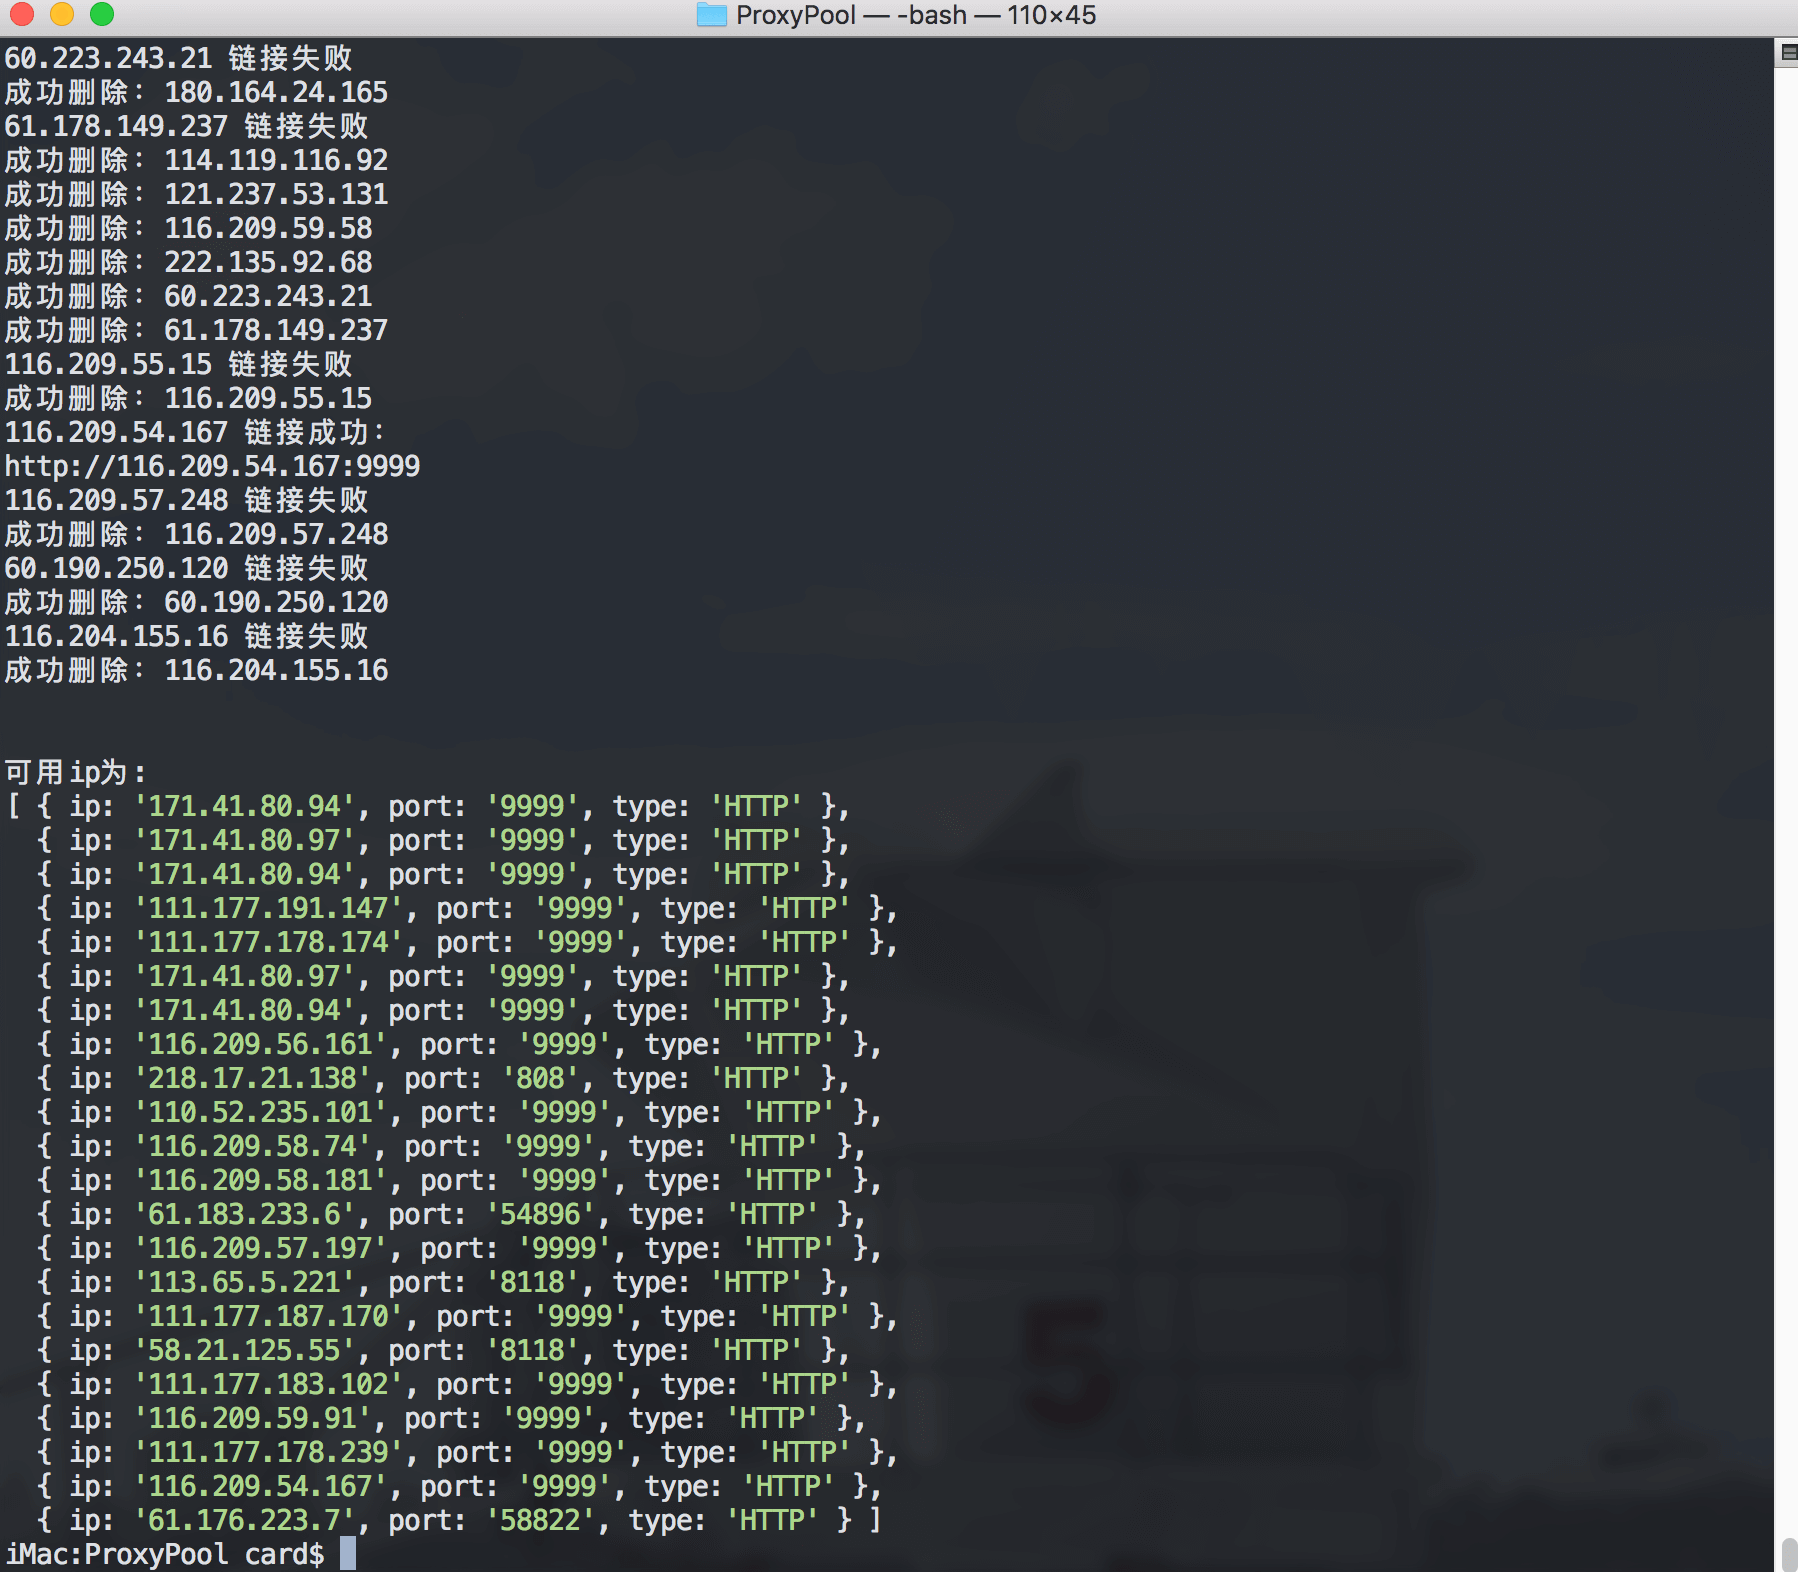 ProxyPool — -bash — 110×45
60.223.243.21 链接失败
成功删除: 180.164.24.165
61.178.149.237 链接失败
成功删除: 114.119.116.92
成功删除: 121.237.53.131
成功删除: 116.209.59.58
成功删除: 222.135.92.68
成功删除: 60.223.243.21
成功删除: 61.178.149.237
116.209.55.15 链接失败
成功删除: 116.209.55.15
116.209.54.167 链接成功:
http://116.209.54.167:9999
116.209.57.248 链接失败
成功删除: 116.209.57.248
60.190.250.120 链接失败
成功删除: 60.190.250.120
116.204.155.16 链接失败
成功删除: 116.204.155.16
可用ip为:
[ { ip: '171.41.80.94', port: '9999', type: 'HTTP' },
{ ip: '171.41.80.97', port: '9999', type: 'HTTP' },
{ ip: '171.41.80.94', port: '9999', type: 'HTTP' },
{ ip: '111.177.191.147', port: '9999', type: 'HTTP' },
{ ip: '111.177.178.174', port: '9999', type: 'HTTP' },
{ ip: '171.41.80.97', port: '9999', type: 'HTTP' },
{ ip: '171.41.80.94', port: '9999', type: 'HTTP' },
{ ip: '116.209.56.161', port: '9999', type: 'HTTP' },
{ ip: '218.17.21.138', port: '808', type: 'HTTP' },
{ ip: '110.52.235.101', port: '9999', type: 'HTTP' },
{ ip: '116.209.58.74', port: '9999', type: 'HTTP' },
{ ip: '116.209.58.181', port: '9999', type: 'HTTP' },
{ ip: '61.183.233.6', port: '54896', type: 'HTTP' },
{ ip: '116.209.57.197', port: '9999', type: 'HTTP' },
{ ip: '113.65.5.221', port: '8118', type: 'HTTP' },
{ ip: '111.177.187.170', port: '9999', type: 'HTTP' },
{ ip: '58.21.125.55', port: '8118', type: 'HTTP' },
{ ip: '111.177.183.102', port: '9999', type: 'HTTP' },
{ ip: '116.209.59.91', port: '9999', type: 'HTTP' },
{ ip: '111.177.178.239', port: '9999', type: 'HTTP' },
{ ip: '116.209.54.167', port: '9999', type: 'HTTP' },
{ ip: '61.176.223.7', port: '58822', type: 'HTTP' } ]
iMac:ProxyPool card$
5